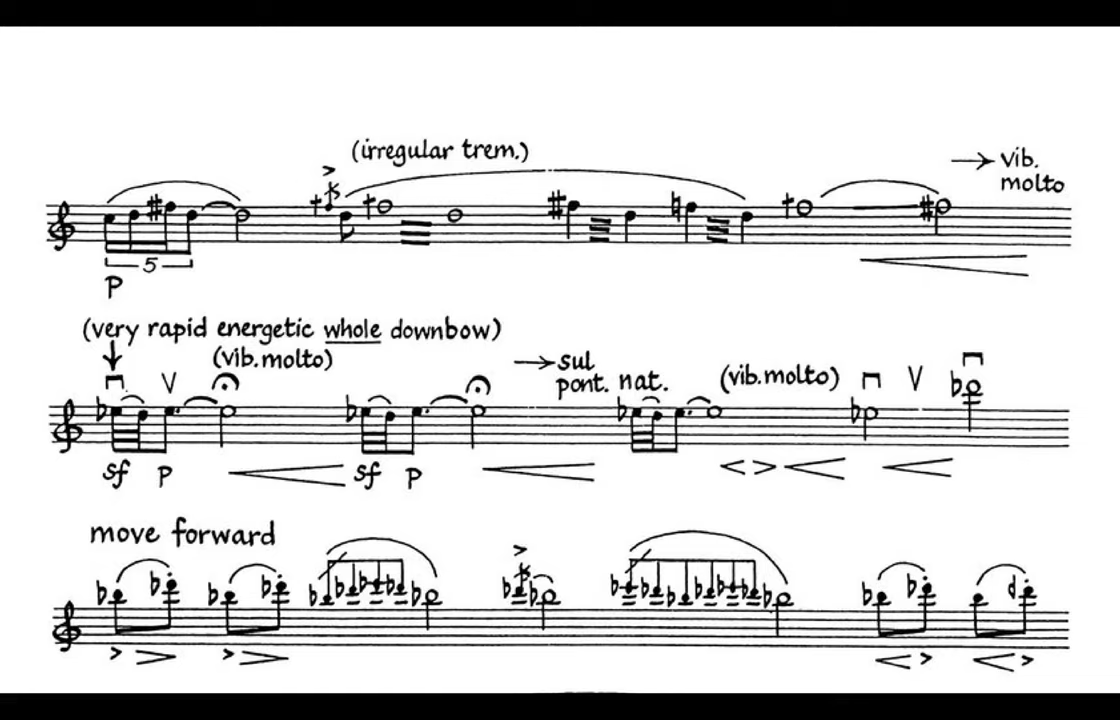 (irregular trem.)
→ vib.
molto
5
p
(very rapid energetic whole downbow)
(vib. molto)
→ sul
pont. nat.
(vib. molto)
sf p
sf p
move forward